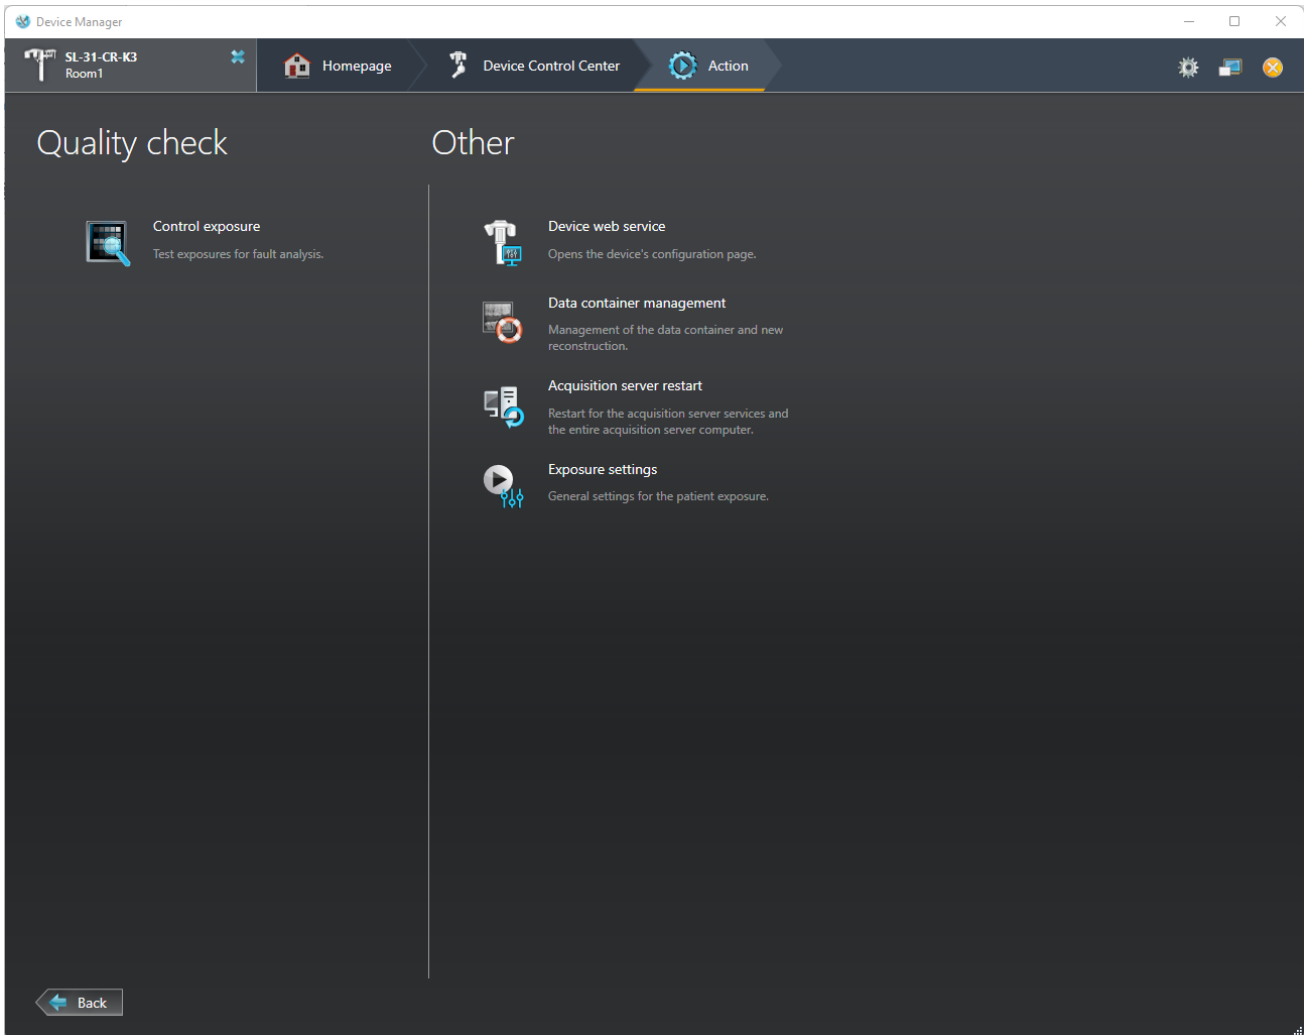 Device Manager
SL-31-CR-K3
Room1
Homepage
Device Control Center
Action
Quality check
Control exposure
Test exposures for fault analysis.
Other
Device web service
Opens the device's configuration page.
Data container management
Management of the data container and new
reconstruction.
Acquisition server restart
Restart for the acquisition server services and
the entire acquisition server computer.
Exposure settings
General settings for the patient exposure.
Back